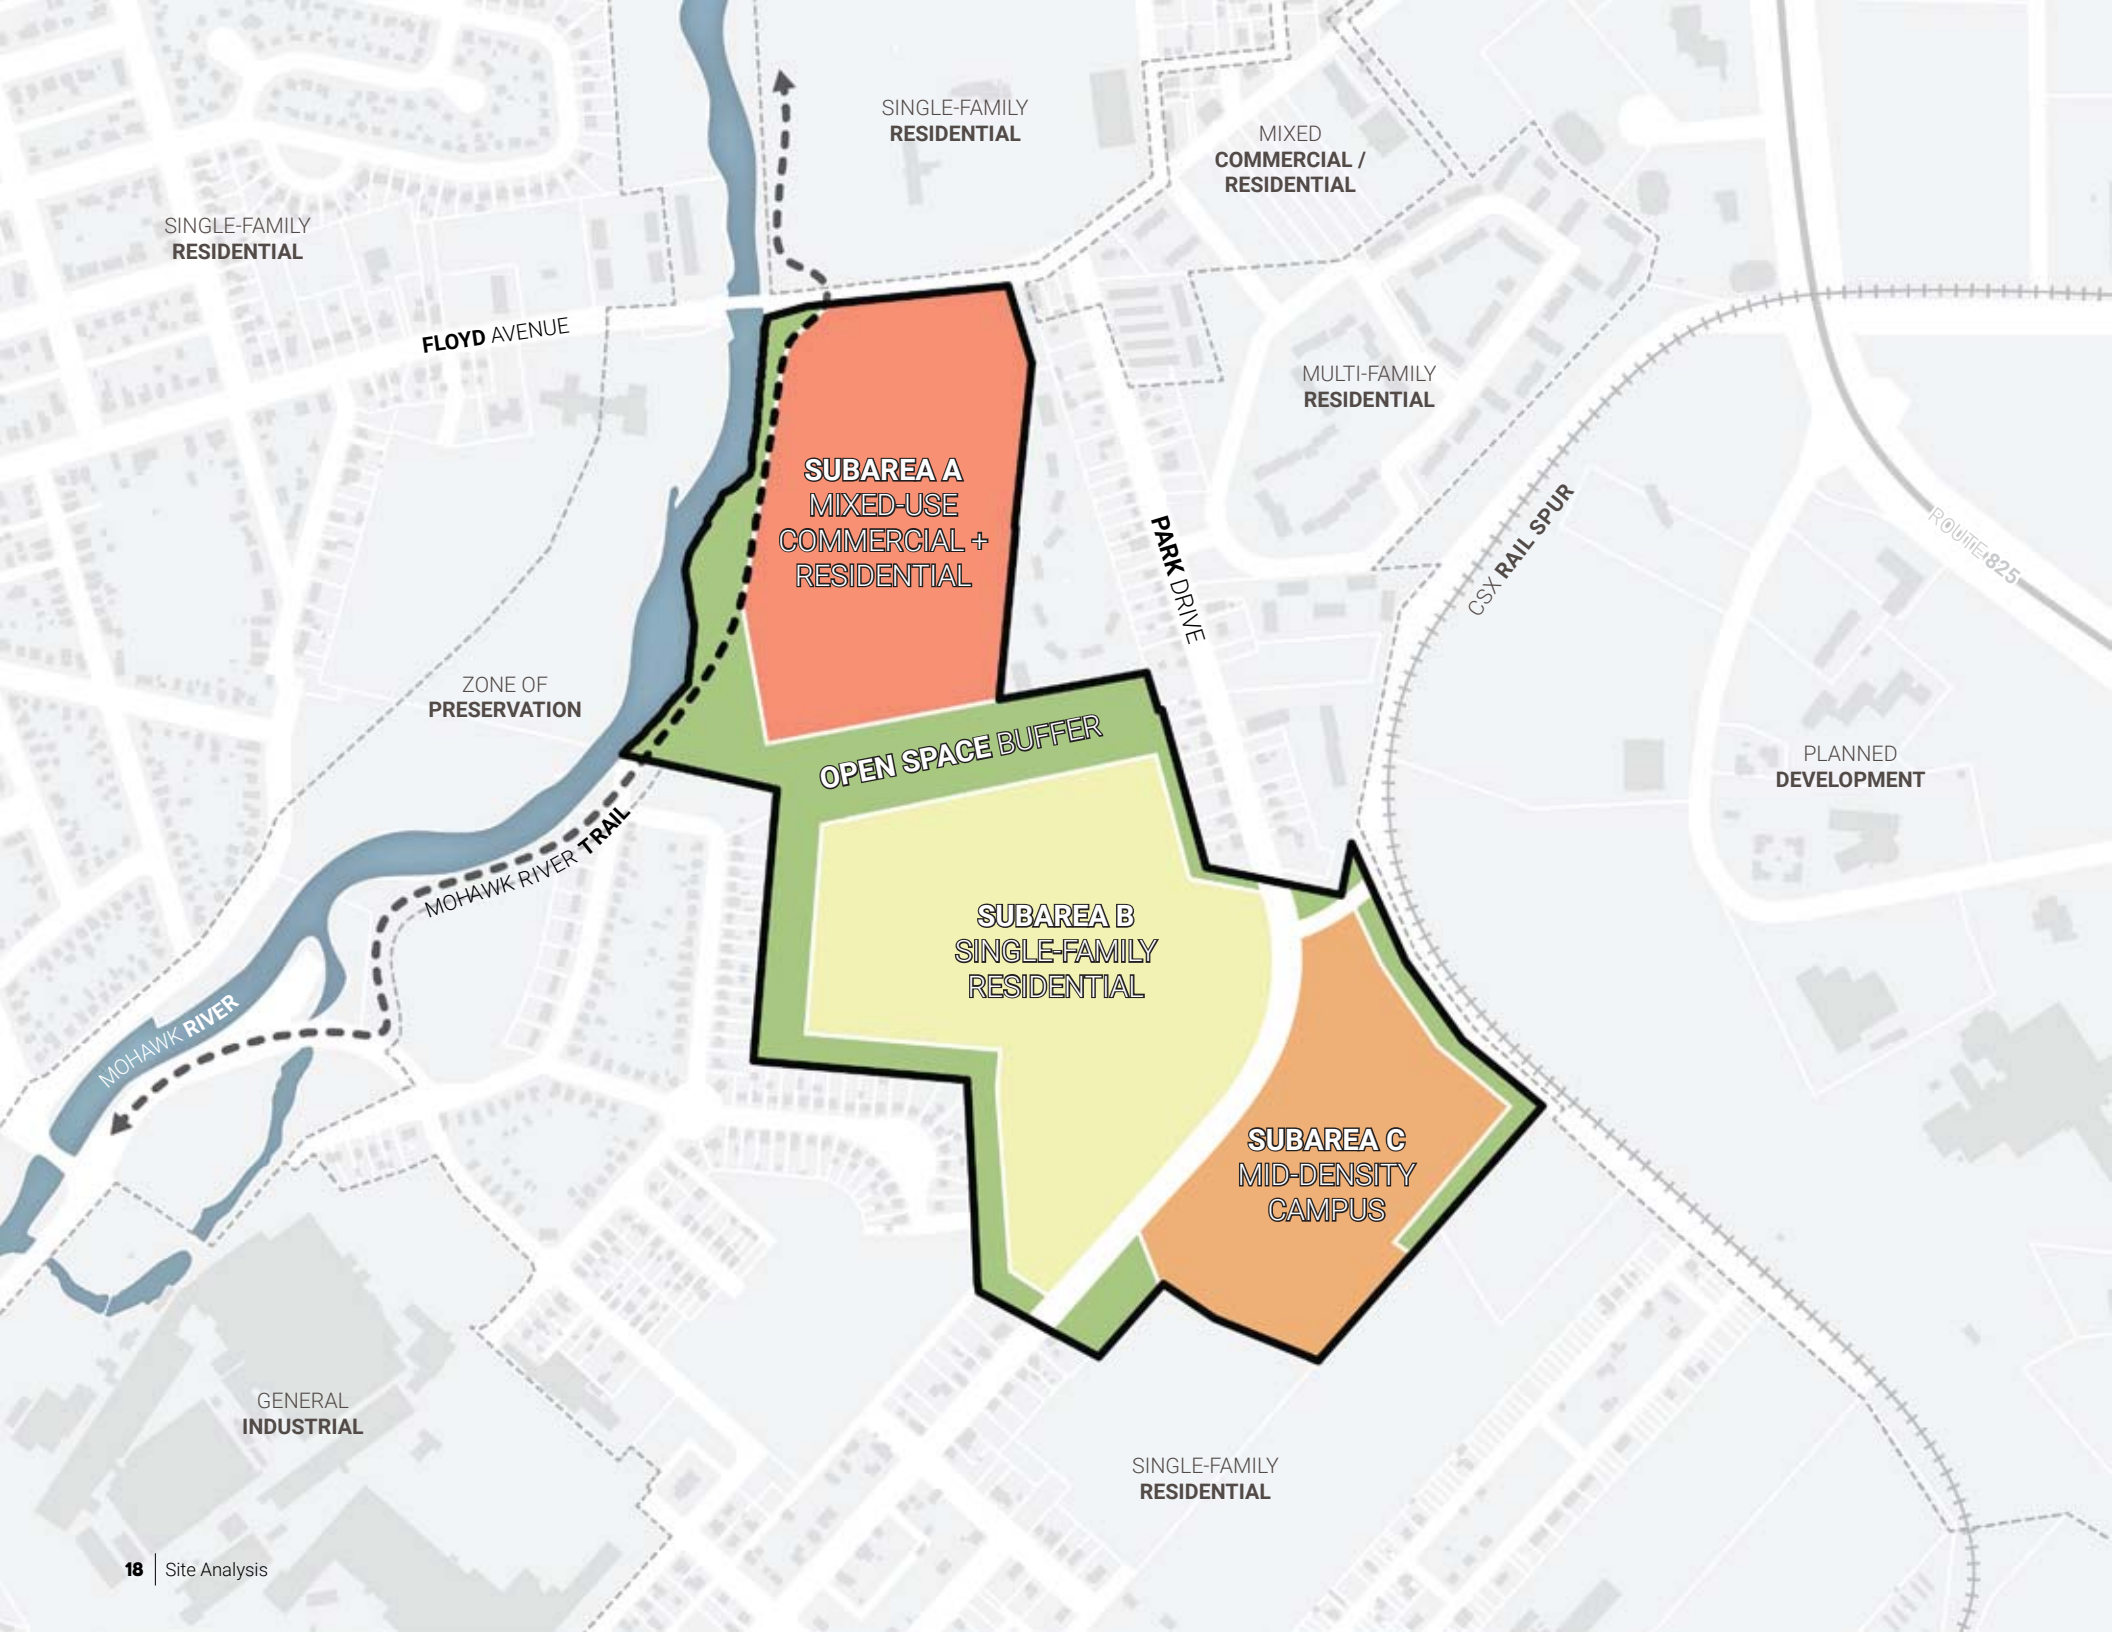 SINGLE-FAMILY
RESIDENTIAL
MIXED
COMMERCIAL /
RESIDENTIAL
SINGLE-FAMILY
RESIDENTIAL
FLOYD AVENUE
MULTI-FAMILY
RESIDENTIAL
SUBAREA A
MIXED-USE
COMMERCIAL +
RESIDENTIAL
PARK DRIVE
CSX RAIL SPUR
ROUTE 825
ZONE OF
PRESERVATION
OPEN SPACE BUFFER
PLANNED
DEVELOPMENT
MOHAWK RIVER TRAIL
SUBAREA B
SINGLE-FAMILY
RESIDENTIAL
MOHAWK RIVER
SUBAREA C
MID-DENSITY
CAMPUS
GENERAL
INDUSTRIAL
SINGLE-FAMILY
RESIDENTIAL
18 Site Analysis